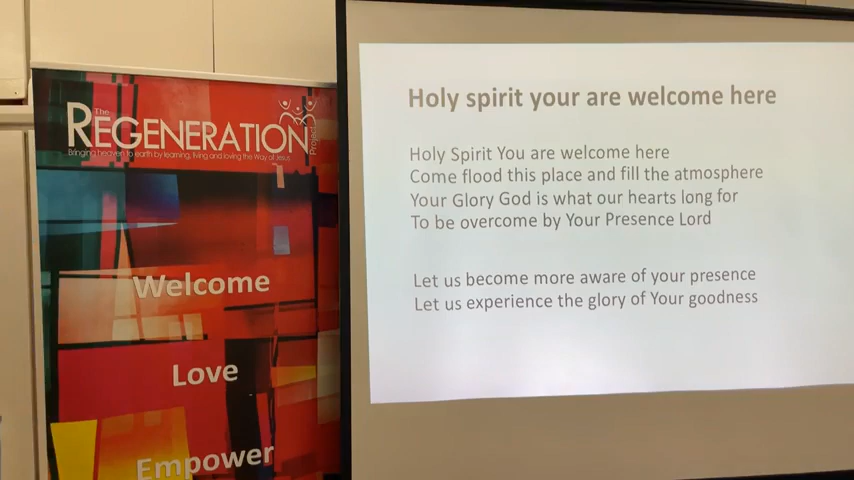 The
REGENERATION
Project
Bringing heaven to earth by learning, living and loving the Way of Jesus
Welcome
Love
Empower
Holy spirit your are welcome here
Holy Spirit You are welcome here
Come flood this place and fill the atmosphere
Your Glory God is what our hearts long for
To be overcome by Your Presence Lord
Let us become more aware of your presence
Let us experience the glory of Your goodness